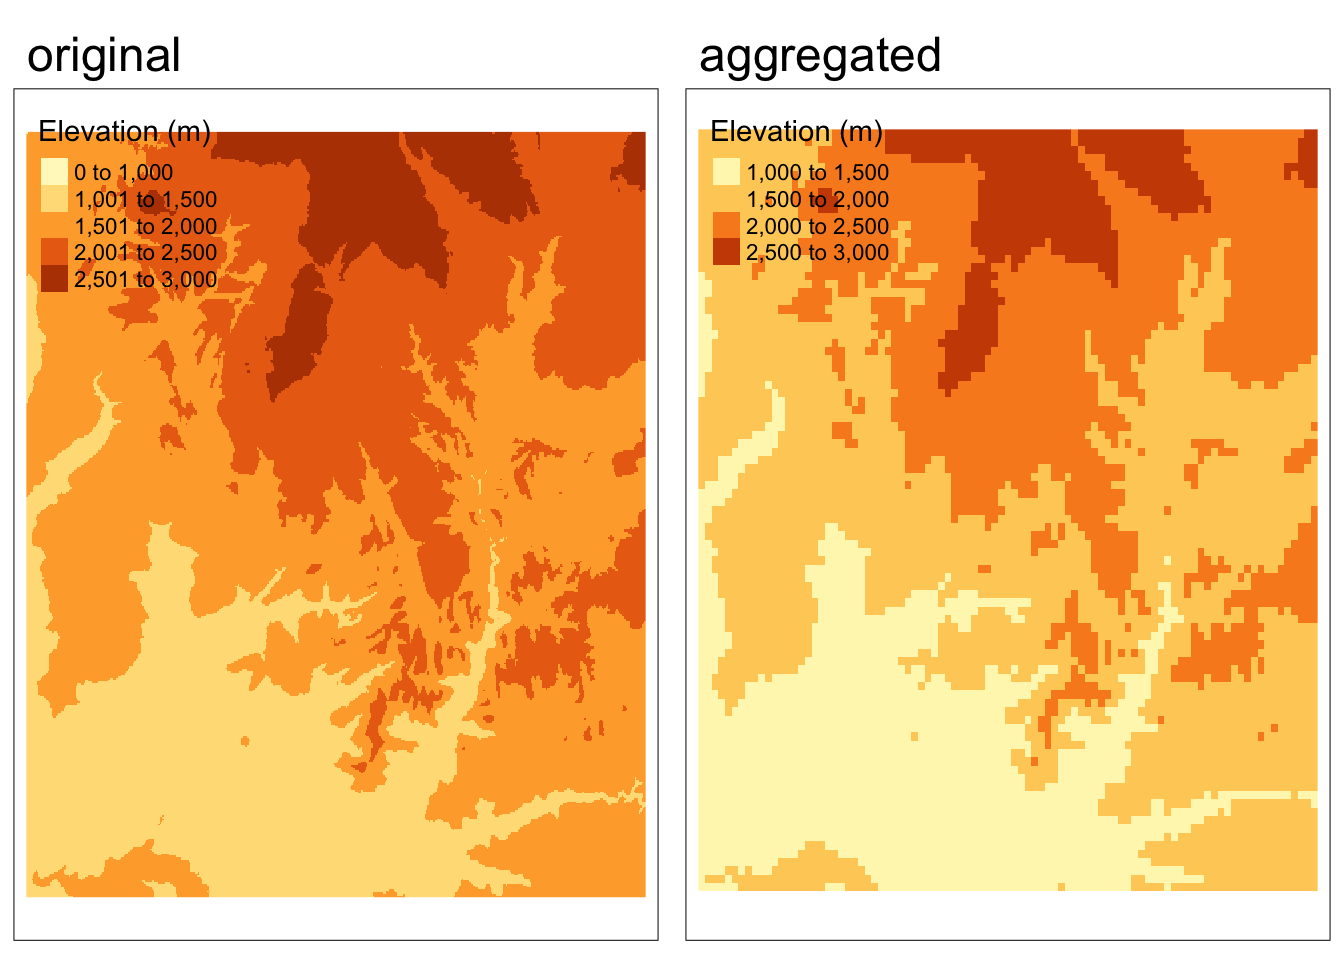 original
Elevation (m)
0 to 1,000
1,001 to 1,500
1,501 to 2,000
2,001 to 2,500
2,501 to 3,000
aggregated
Elevation (m)
1,000 to 1,500
1,500 to 2,000
2,000 to 2,500
2,500 to 3,000